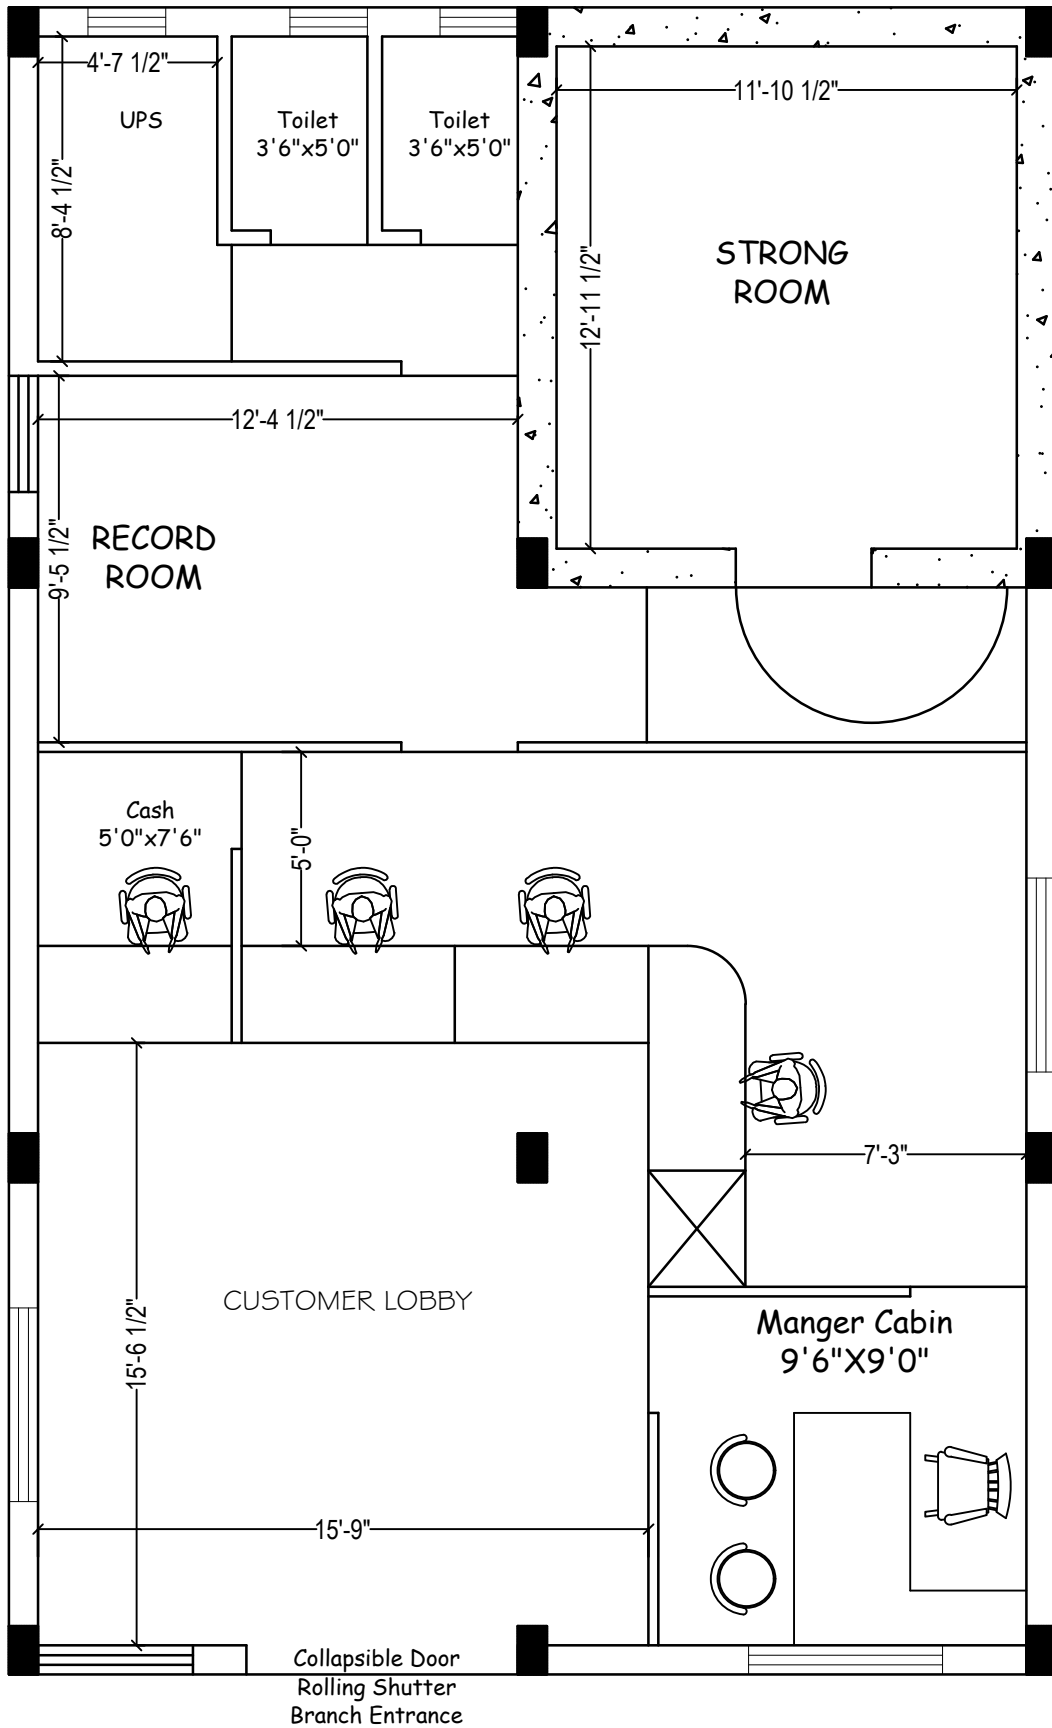 4'-7 1/2"
UPS
8'-4 1/2"
Toilet
3'6"x5'0"
Toilet
3'6"x5'0"
11'-10 1/2"
12'-11 1/2"
STRONG
ROOM
12'-4 1/2"
RECORD
ROOM
9'-5 1/2"
Cash
5'0"x7'6"
5'-0"
7'-3"
CUSTOMER LOBBY
15'-6 1/2"
Manger Cabin
9'6"X9'0"
15'-9"
Collapsible Door
Rolling Shutter
Branch Entrance